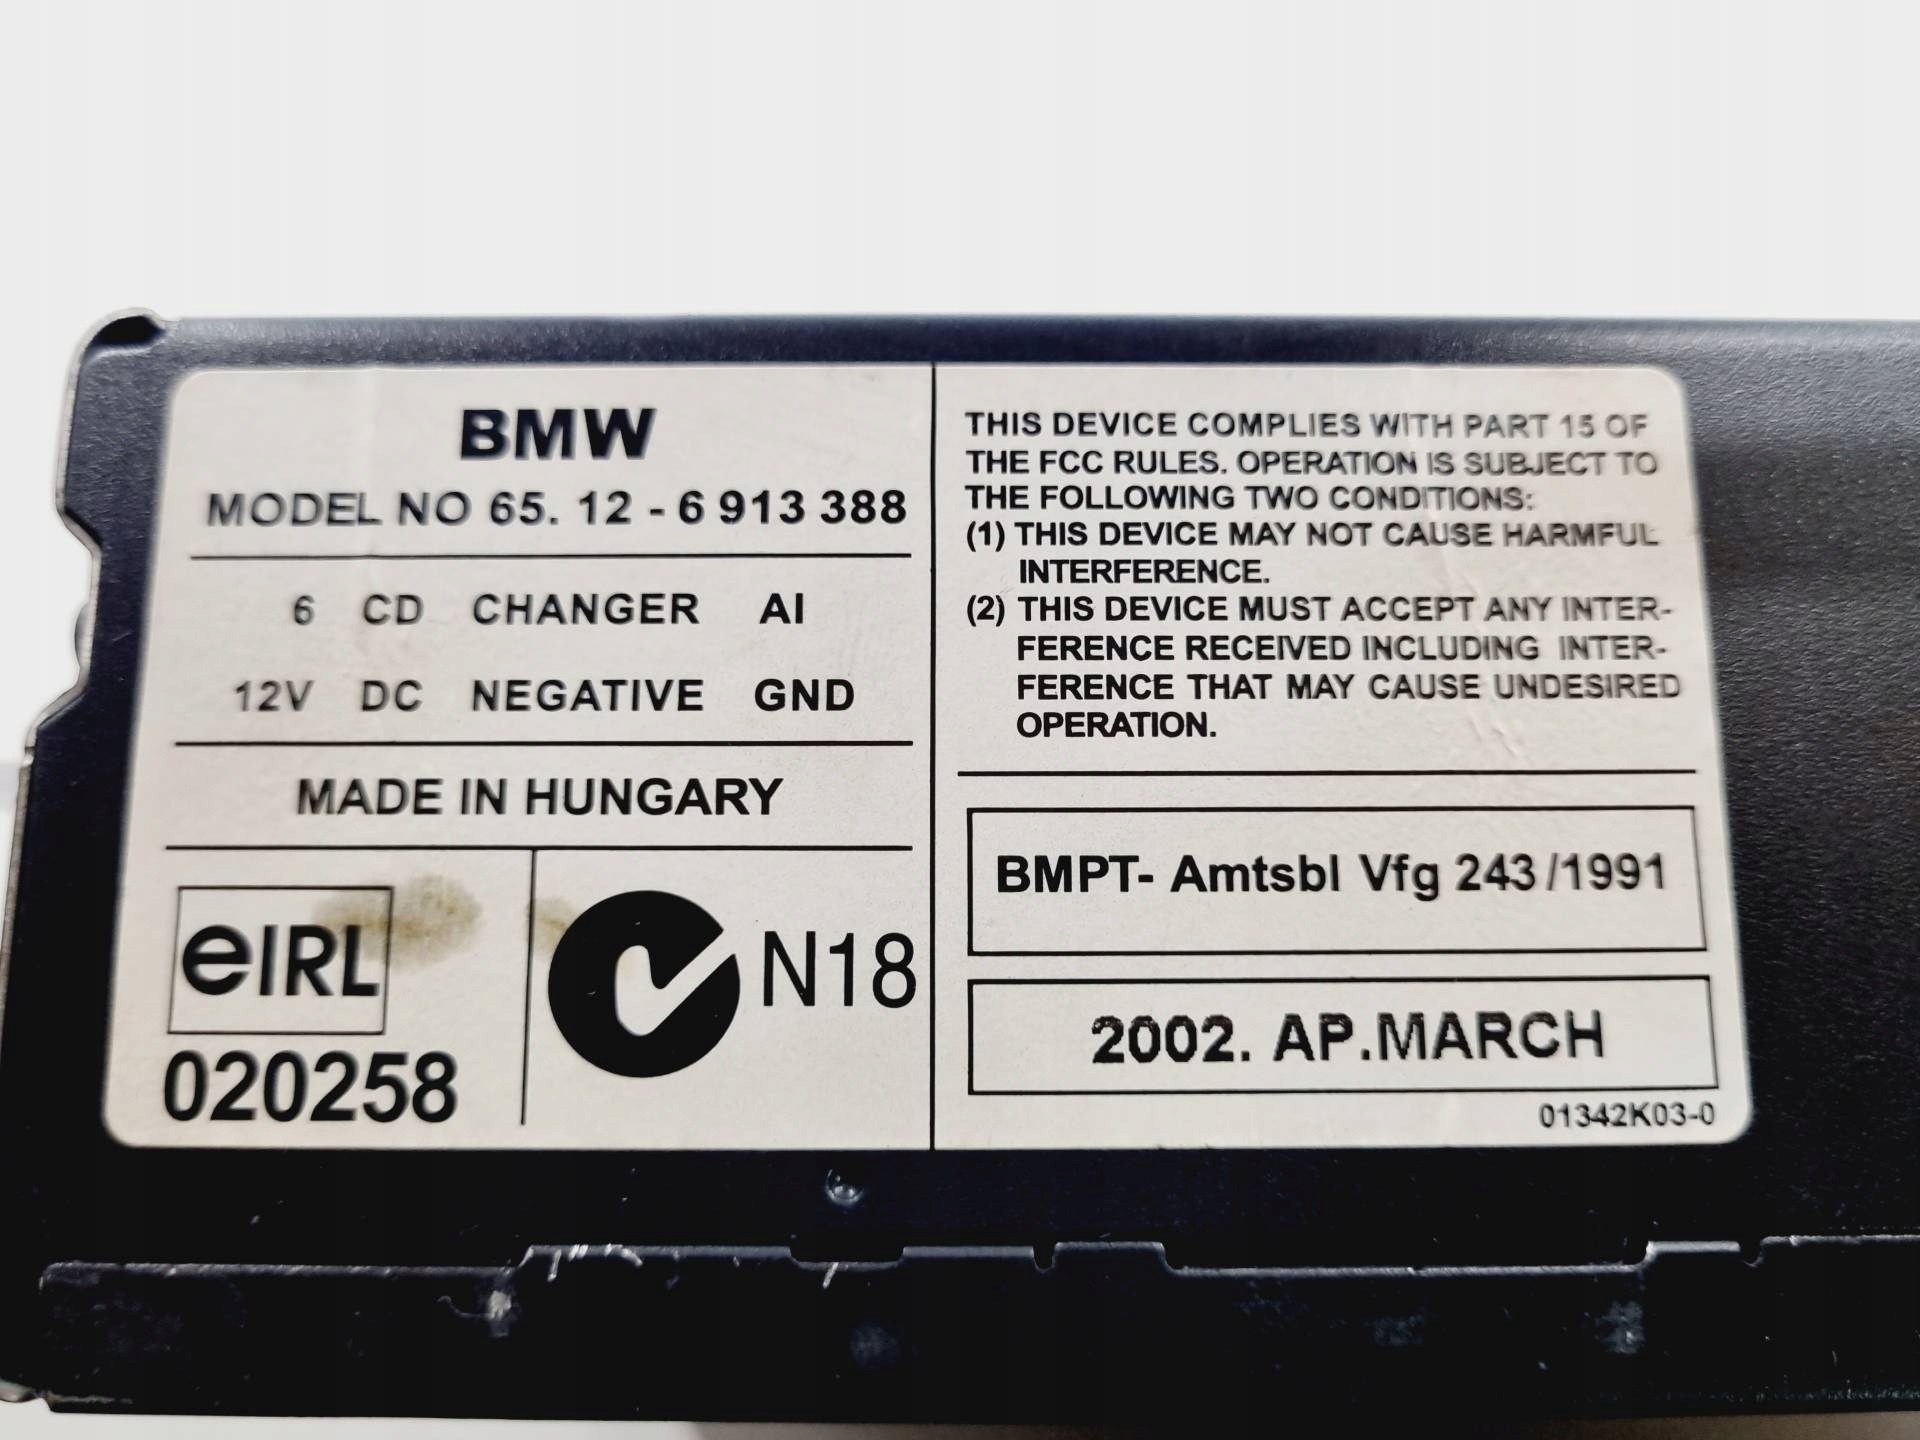 BMW
MODEL NO 65. 12 - 6 913 388
6 CD CHANGER AI
12V DC NEGATIVE GND
MADE IN HUNGARY
eIRL
020258
N18
THIS DEVICE COMPLIES WITH PART 15 OF
THE FCC RULES. OPERATION IS SUBJECT TO
THE FOLLOWING TWO CONDITIONS:
(1) THIS DEVICE MAY NOT CAUSE HARMFUL
INTERFERENCE.
(2) THIS DEVICE MUST ACCEPT ANY INTER-
FERENCE RECEIVED INCLUDING INTER-
FERENCE THAT MAY CAUSE UNDESIRED
OPERATION.
BMPT- Amtsbl Vfg 243 /1991
2002. AP.MARCH
01342K03-0